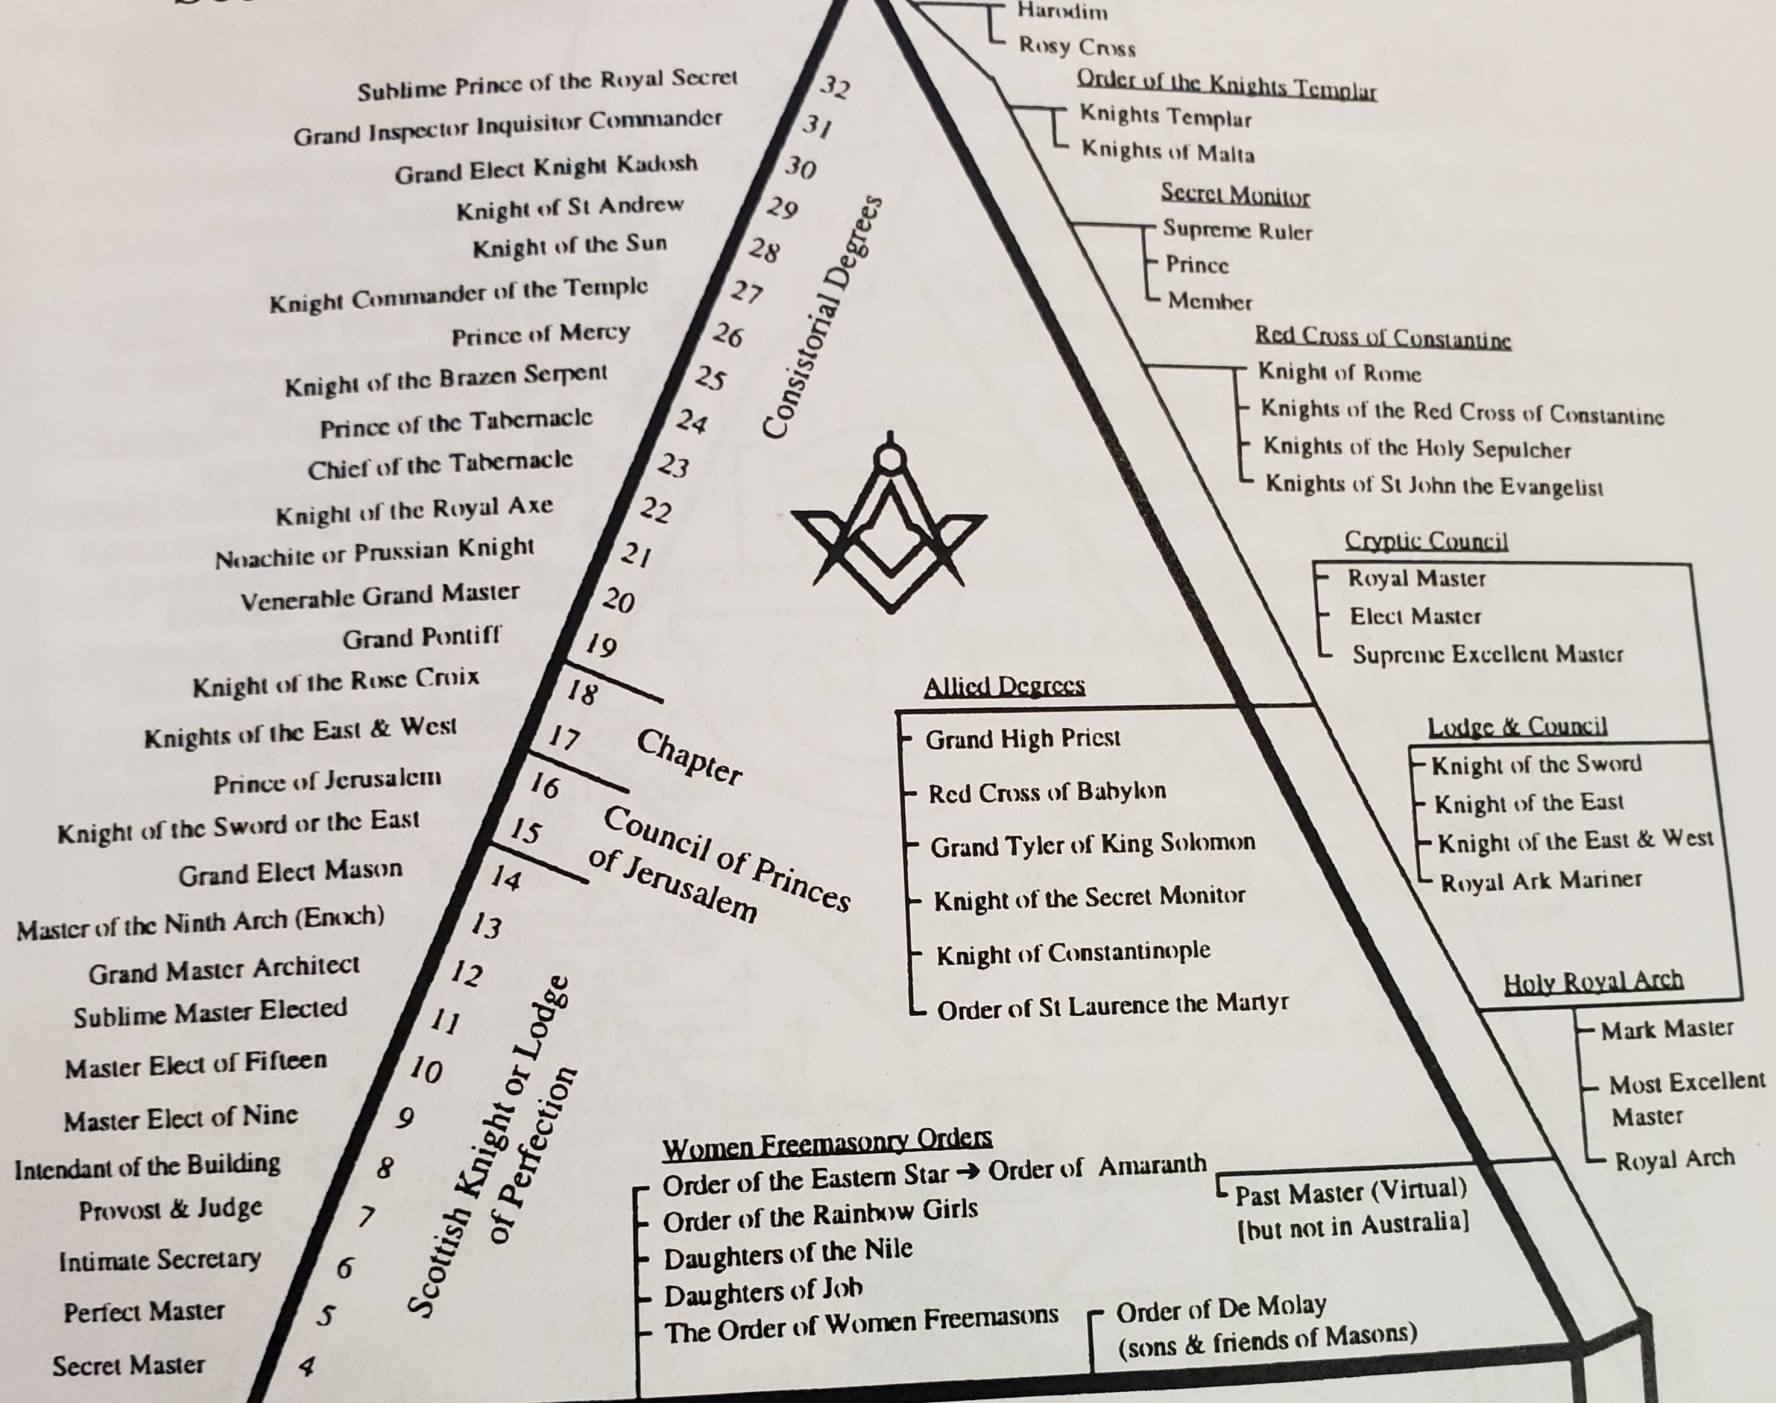 Harodim
Rosy Cross
Sublime Prince of the Royal Secret 32
Grand Inspector Inquisitor Commander 31
Grand Elect Knight Kadosh 30
Knight of St Andrew 29
Knight of the Sun 28
Knight Commander of the Temple 27
Prince of Mercy 26
Knight of the Brazen Serpent 25
Prince of the Tabernacle 24
Chief of the Tabernacle 23
Knight of the Royal Axe 22
Noachite or Prussian Knight 21
Venerable Grand Master 20
Grand Pontiff 19
Knight of the Rose Croix 18
Knights of the East & West 17
Prince of Jerusalem 16
Knight of the Sword or the East 15
Grand Elect Mason 14
Master of the Ninth Arch (Enoch) 13
Grand Master Architect 12
Sublime Master Elected 11
Master Elect of Fifteen 10
Master Elect of Nine 9
Intendant of the Building 8
Provost & Judge 7
Intimate Secretary 6
Perfect Master 5
Secret Master 4
Consistorial Degrees
Chapter
Council of Princes
of Jerusalem
Scottish Knight or Lodge
of Perfection
Order of the Knights Templar
Knights Templar
Knights of Malta
Secret Monitor
Supreme Ruler
Prince
Member
Red Cross of Constantine
Knight of Rome
Knights of the Red Cross of Constantine
Knights of the Holy Sepulcher
Knights of St John the Evangelist
Cryptic Council
Royal Master
Elect Master
Supreme Excellent Master
Allied Degrees
Grand High Priest
Red Cross of Babylon
Grand Tyler of King Solomon
Knight of the Secret Monitor
Knight of Constantinople
Order of St Laurence the Martyr
Lodge & Council
Knight of the Sword
Knight of the East
Knight of the East & West
Royal Ark Mariner
Holy Royal Arch
Mark Master
Most Excellent
Master
Royal Arch
Women Freemasonry Orders
Order of the Eastern Star → Order of Amaranth
Order of the Rainbow Girls
Daughters of the Nile
Daughters of Job
The Order of Women Freemasons
Past Master (Virtual)
[but not in Australia]
Order of De Molay
(sons & friends of Masons)